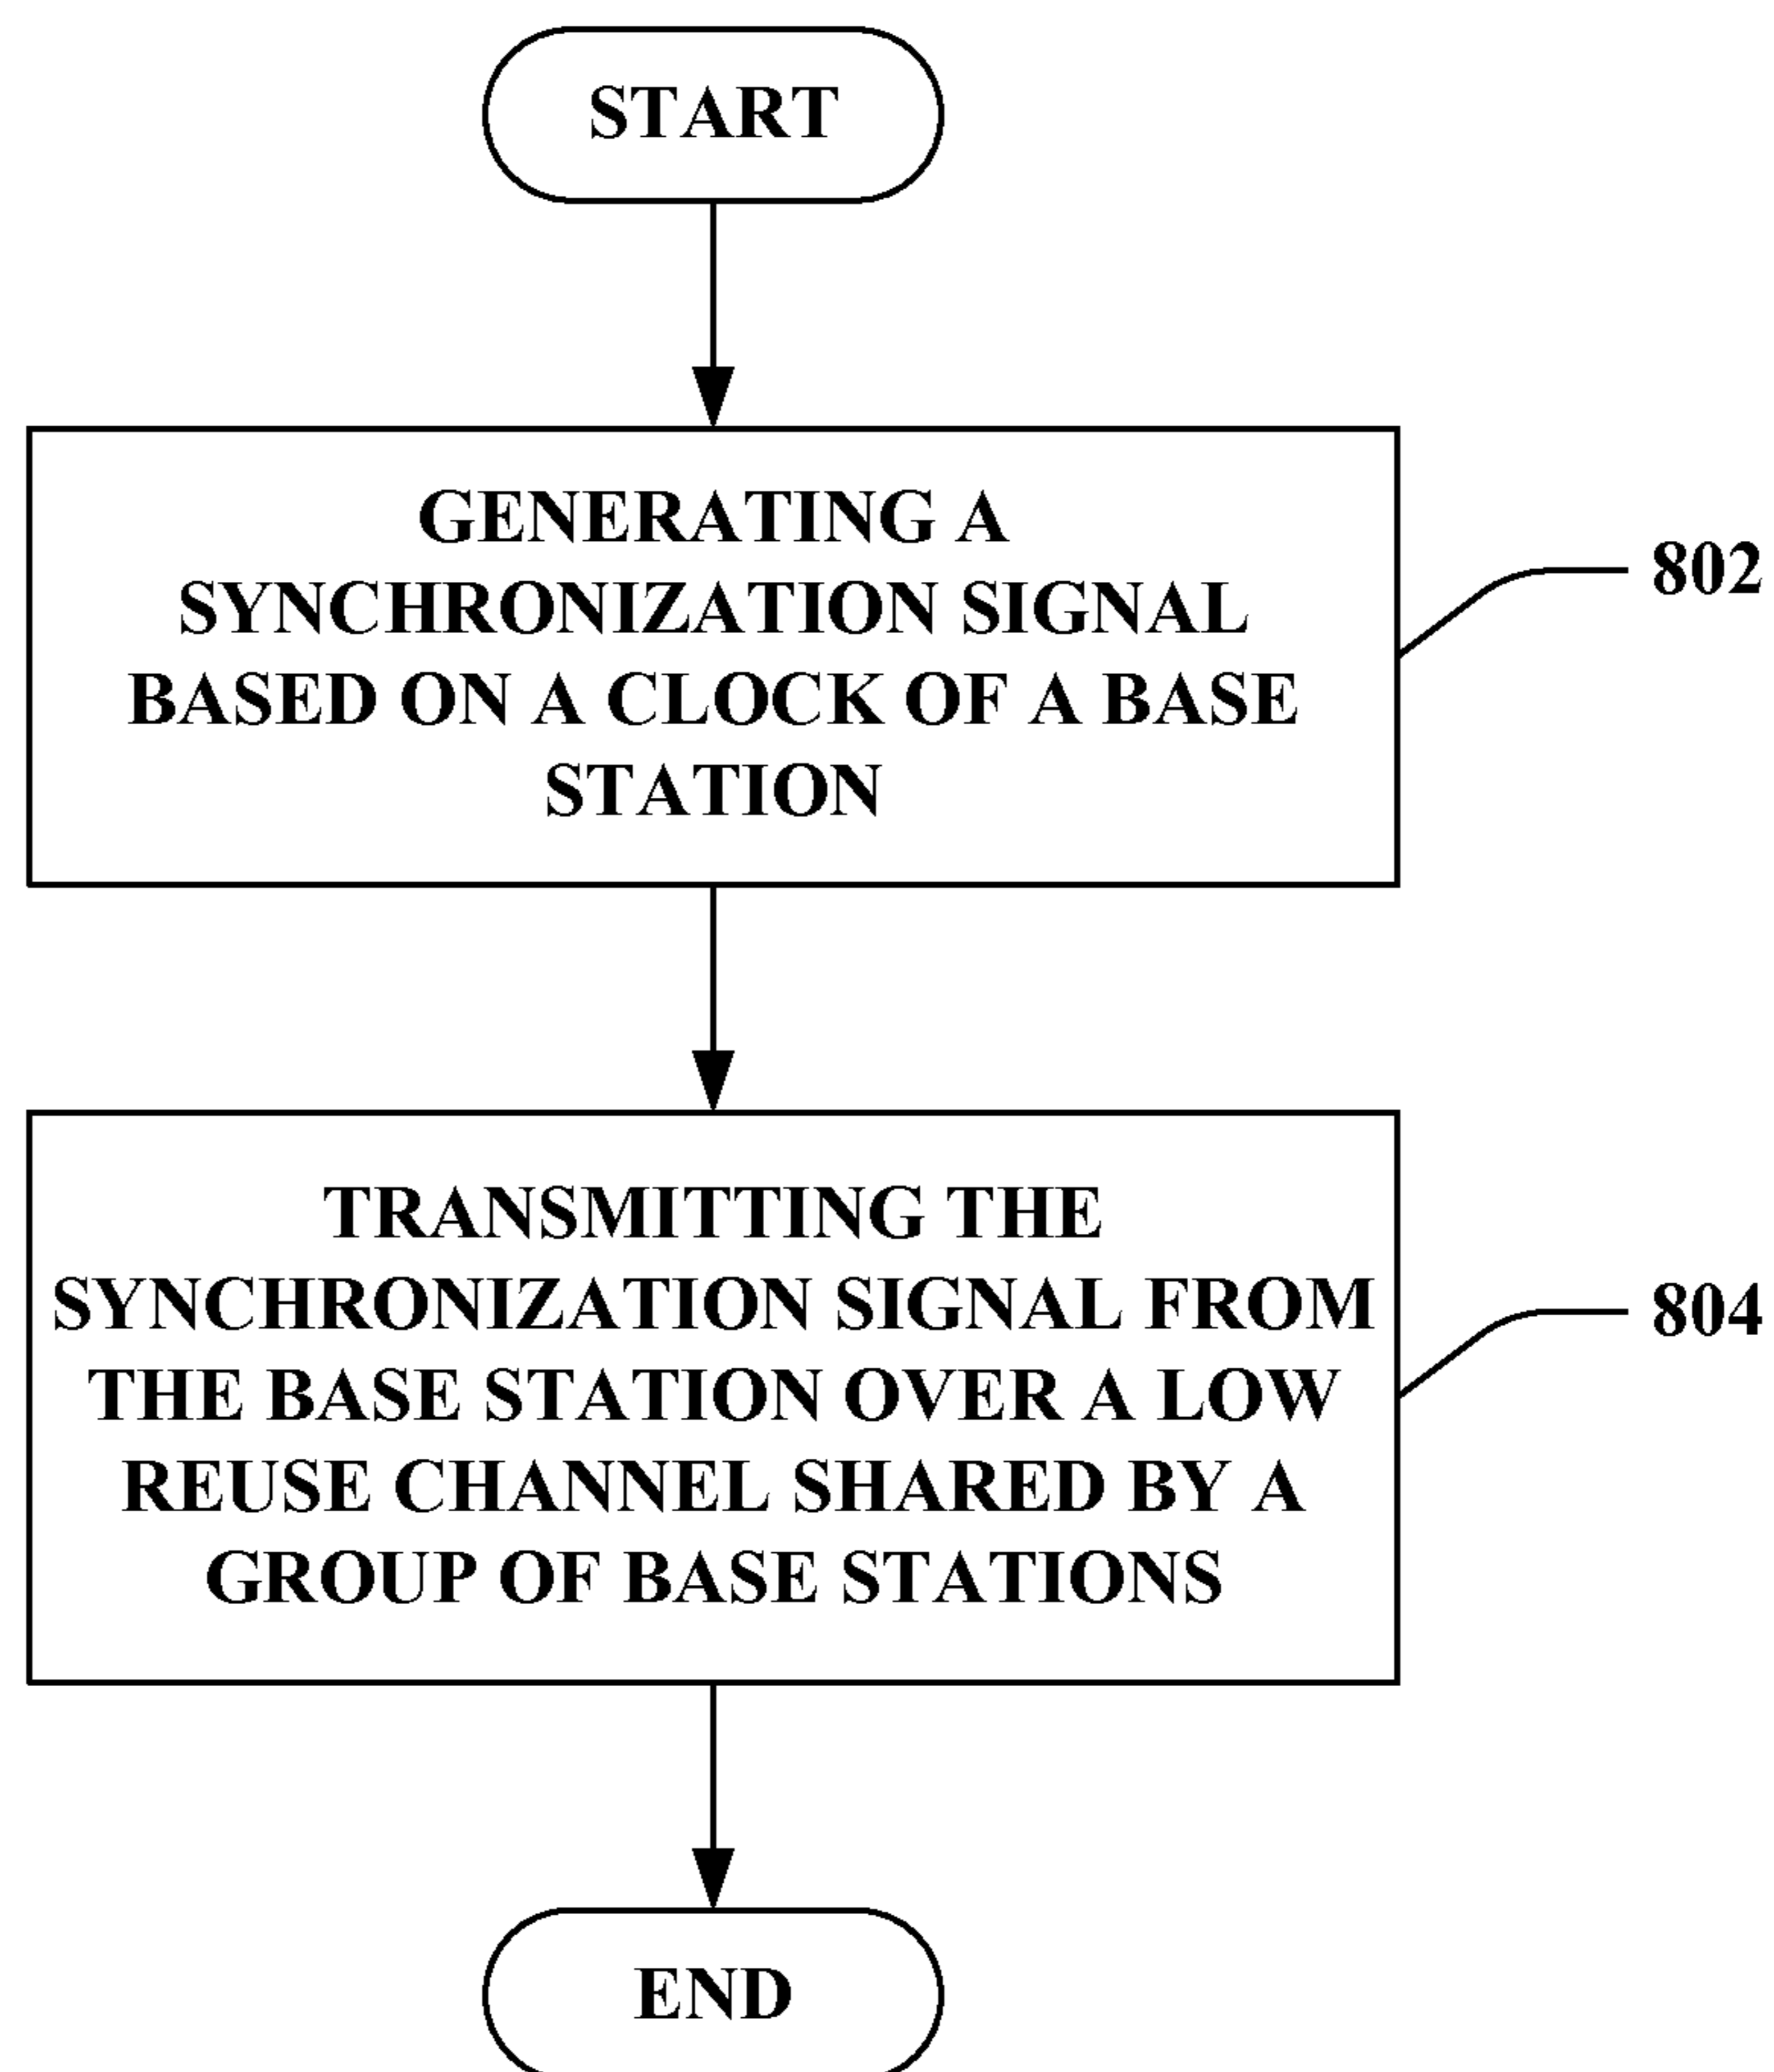 START
GENERATING A
SYNCHRONIZATION SIGNAL
BASED ON A CLOCK OF A BASE
STATION
802
TRANSMITTING THE
SYNCHRONIZATION SIGNAL FROM
THE BASE STATION OVER A LOW
REUSE CHANNEL SHARED BY A
GROUP OF BASE STATIONS
804
END